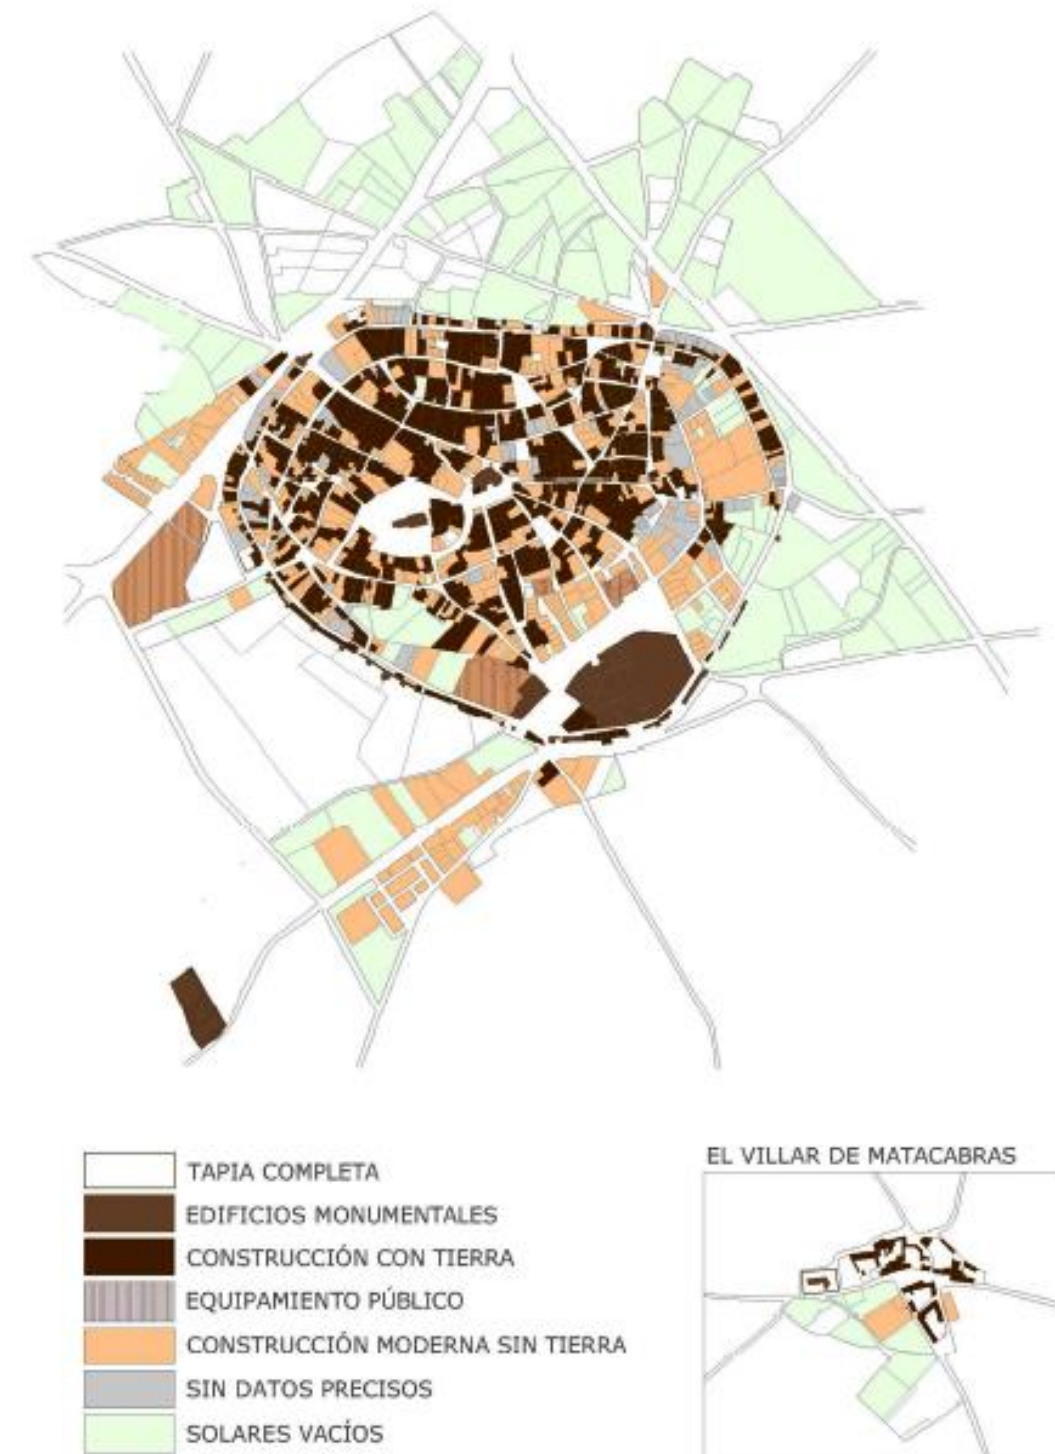 TAPIA COMPLETA
EDIFICIOS MONUMENTALES
CONSTRUCCIÓN CON TIERRA
EQUIPAMIENTO PÚBLICO
CONSTRUCCIÓN MODERNA SIN TIERRA
SIN DATOS PRECISOS
SOLARES VACÍOS
EL VILLAR DE MATACABRAS